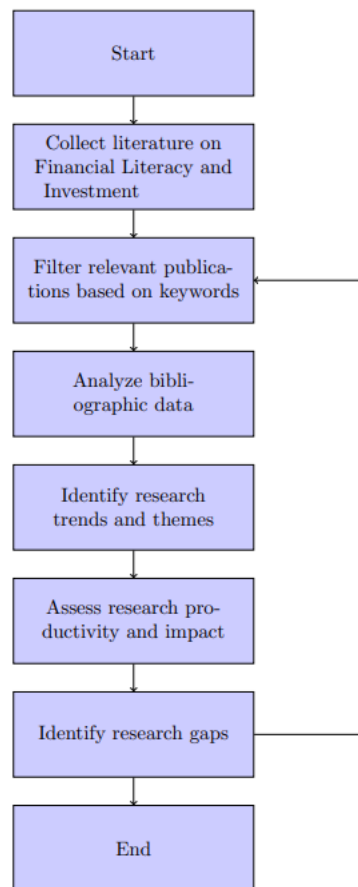 Start
Collect literature on
Financial Literacy and
Investment
Filter relevant publica-
tions based on keywords
Analyze bibli-
ographic data
Identify research
trends and themes
Assess research pro-
ductivity and impact
Identify research gaps
End